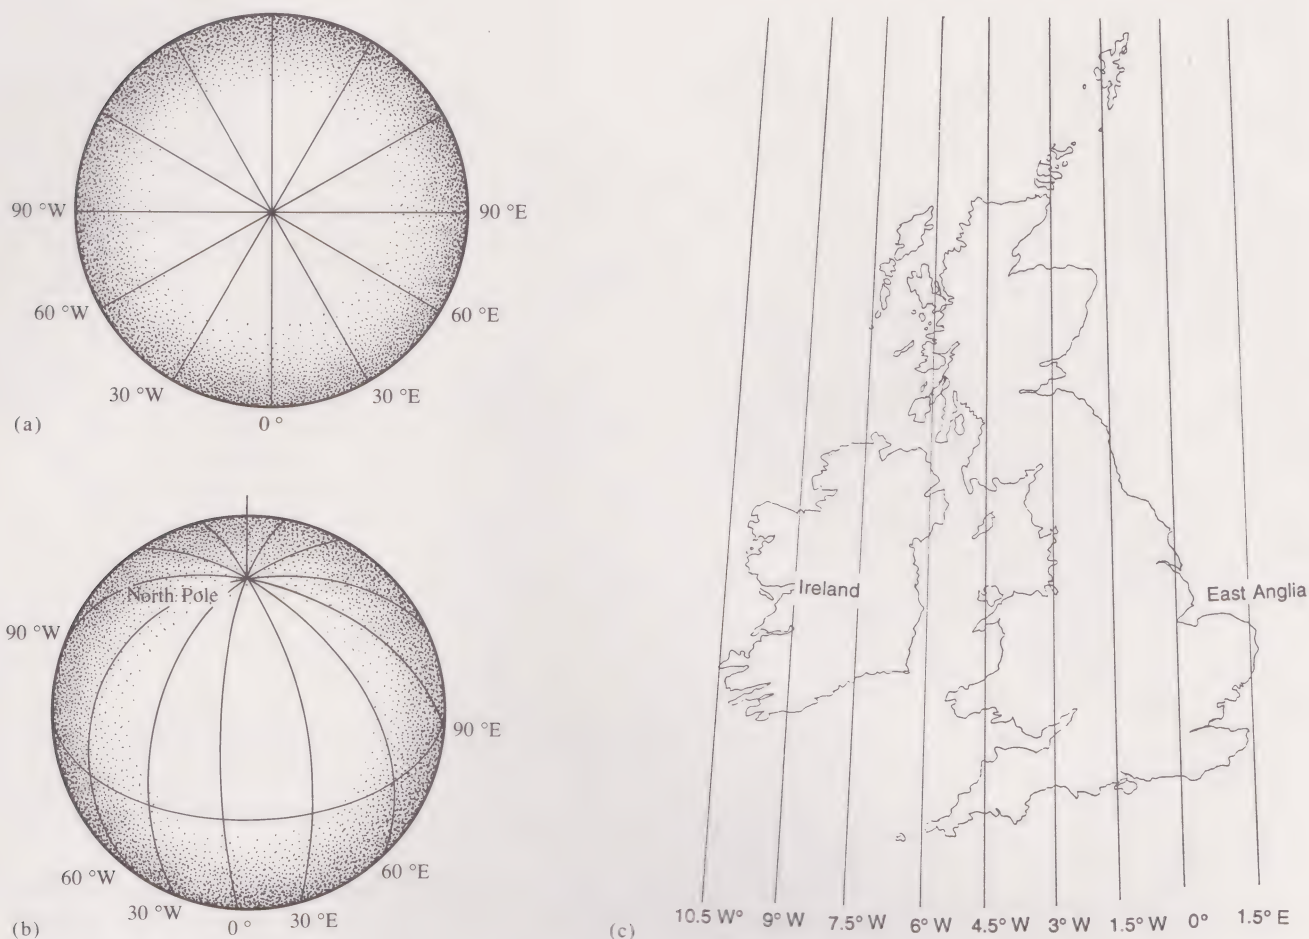 90 °W
90 °E
60 °W
60 °E
30 °W
30 °E
(a)
0 °
North Pole
90 °W
90 °E
60 °W
60 °E
30 °W
30 °E
(b)
0 °
Ireland
East Anglia
10.5 W°
9° W
7.5° W
6° W
4.5° W
3° W
1.5° W
0°
1.5° E
(c)